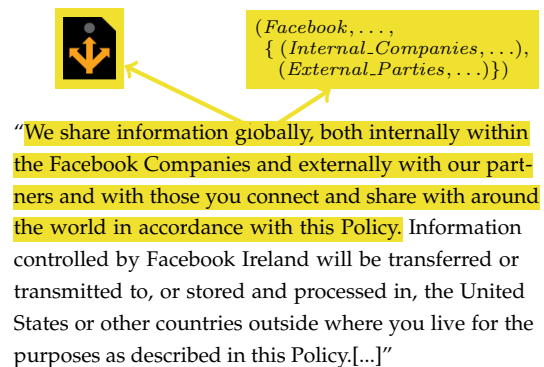 (Facebook, . . . ,
{ (Internal_Companies, . . .),
(External_Parties, . . .)})
“We share information giobally, both internally within
the Facebook Companies and externally with our part-
ners and with those you connect and share with around
the world in accordance with this Policy. Information
controlled by Facebook Ireland will be transferred or
transmitted to, or stored and processed in, the United
States or other countries outside where you live for the
purposes as described in this Policy.[...]”